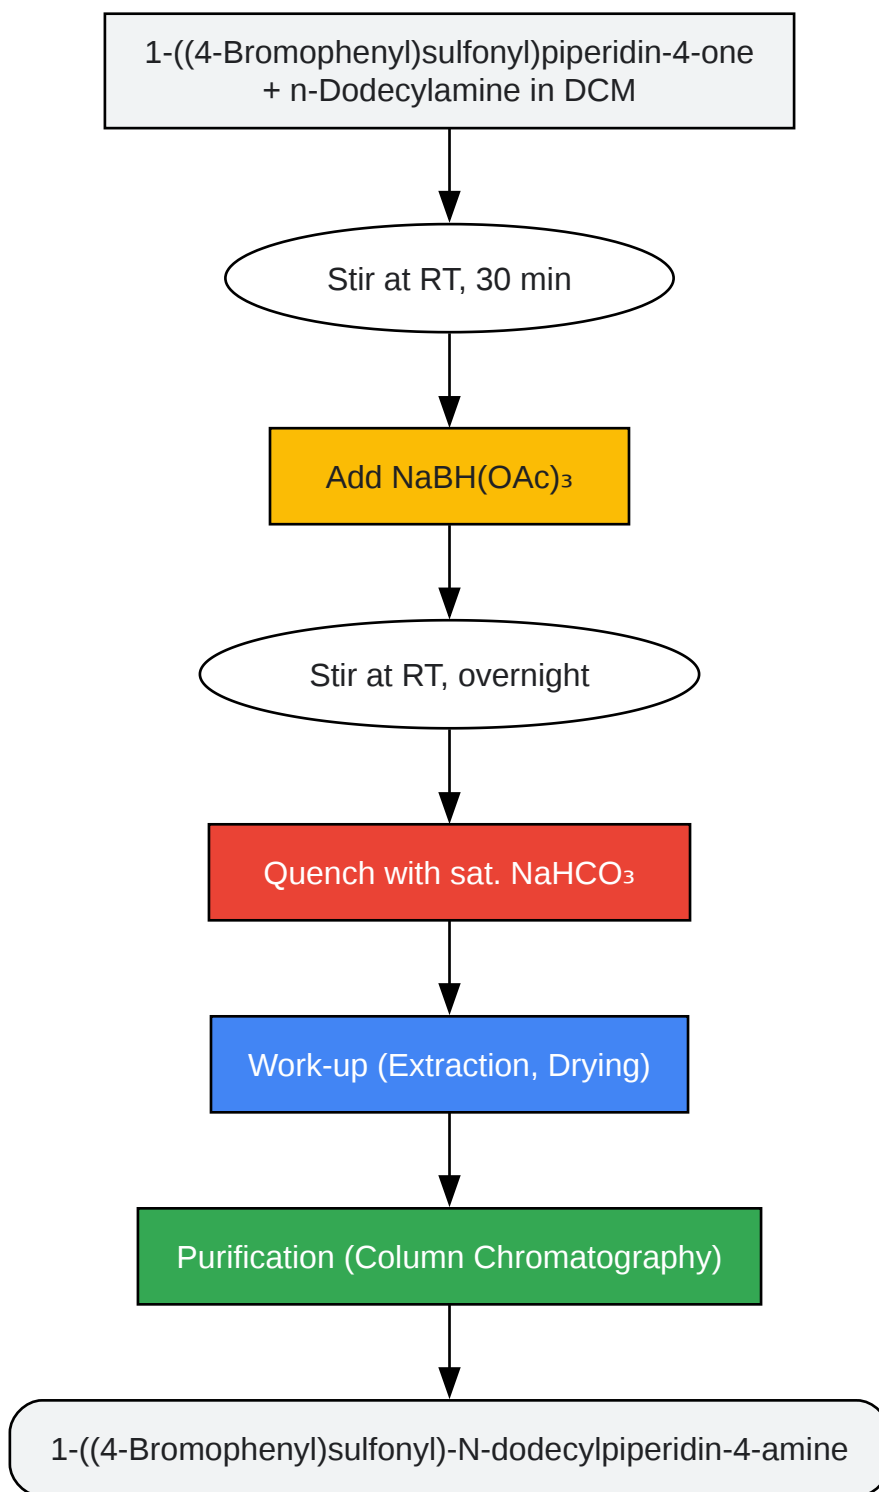 1-((4-Bromophenyl)sulfonyl)piperidin-4-one
+ n-Dodecylamine in DCM
Stir at RT, 30 min
Add NaBH(OAc)₃
Stir at RT, overnight
Quench with sat. NaHCO₃
Work-up (Extraction, Drying)
Purification (Column Chromatography)
1-((4-Bromophenyl)sulfonyl)-N-dodecylpiperidin-4-amine